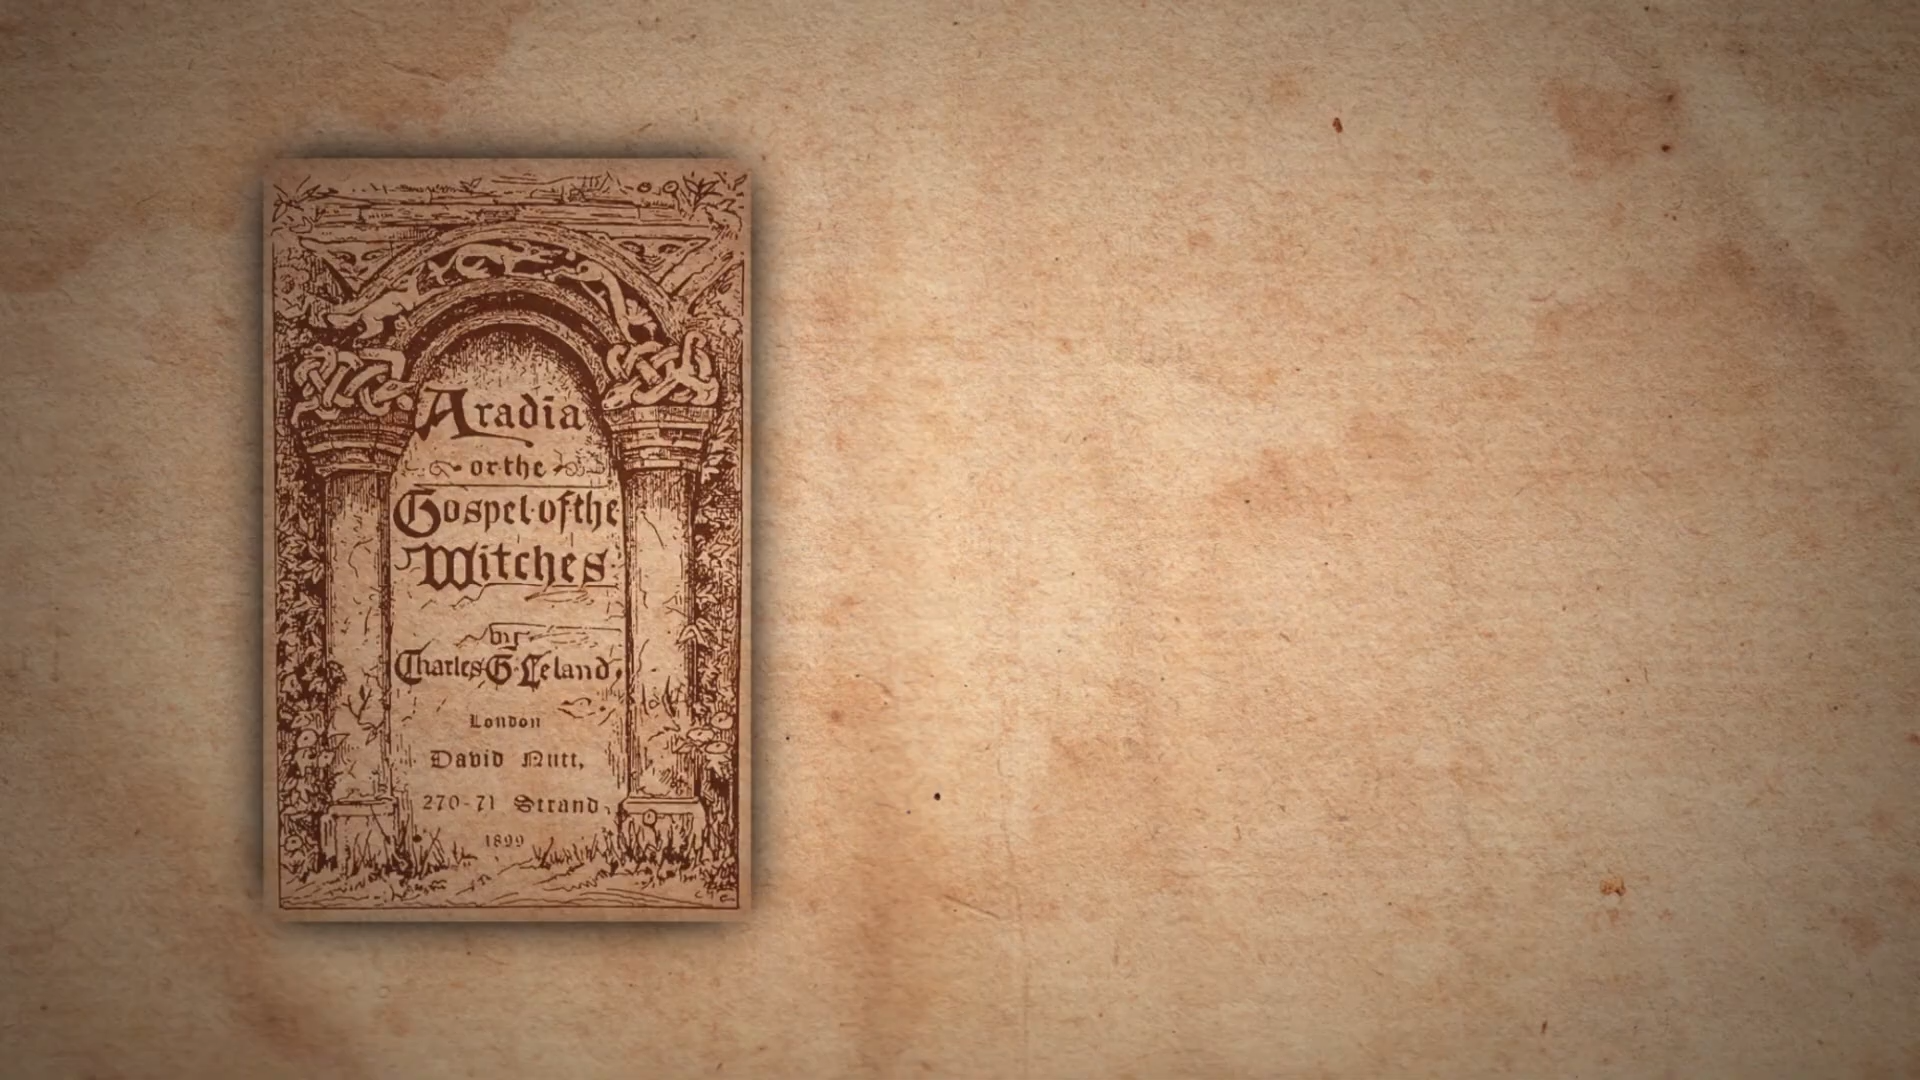 Aradia
or the
Gospel of the
Witches
by
Charles G. Leland,
London
David Nutt,
270-71 Strand,
1899